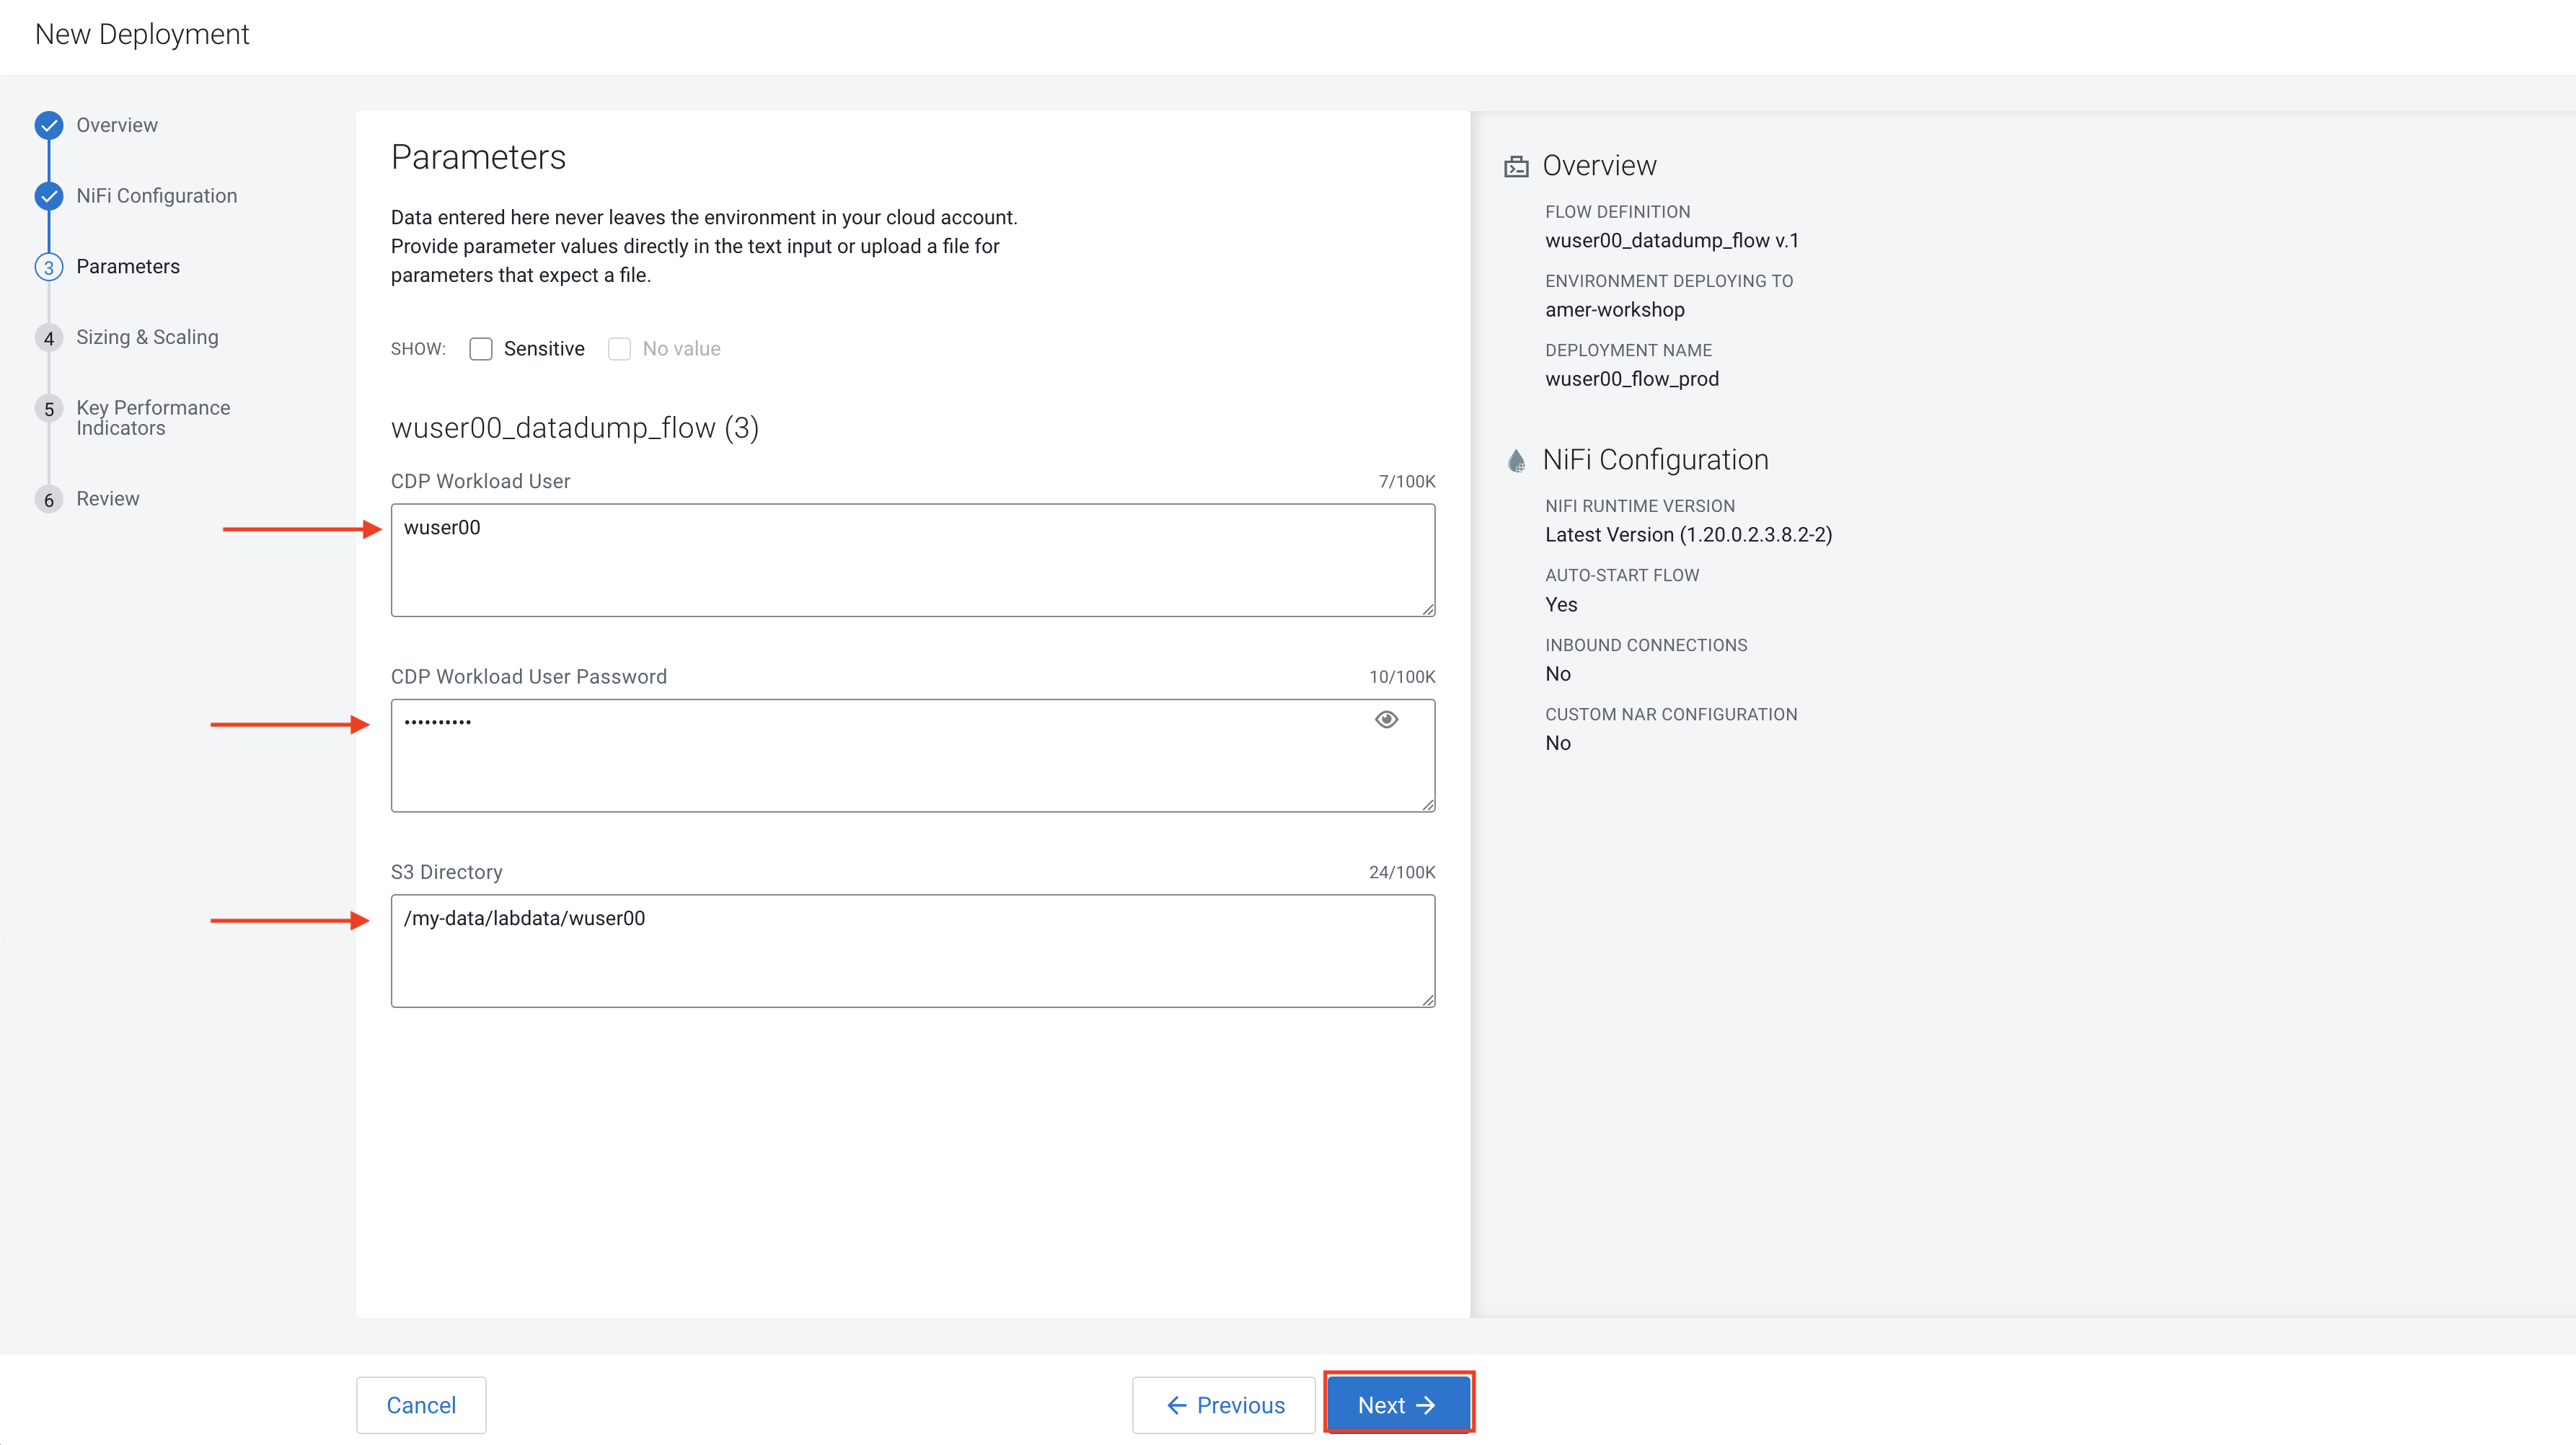 New Deployment
Overview
NiFi Configuration
3 Parameters
4 Sizing & Scaling
5 Key Performance
Indicators
6 Review
Parameters
Data entered here never leaves the environment in your cloud account.
Provide parameter values directly in the text input or upload a file for
parameters that expect a file.
SHOW: Sensitive No value
wuser00_datadump_flow (3)
CDP Workload User 7/100K
wuser00
CDP Workload User Password 10/100K
••••••••••
S3 Directory 24/100K
/my-data/labdata/wuser00
Overview
FLOW DEFINITION
wuser00_datadump_flow v.1
ENVIRONMENT DEPLOYING TO
amer-workshop
DEPLOYMENT NAME
wuser00_flow_prod
NiFi Configuration
NIFI RUNTIME VERSION
Latest Version (1.20.0.2.3.8.2-2)
AUTO-START FLOW
Yes
INBOUND CONNECTIONS
No
CUSTOM NAR CONFIGURATION
No
Cancel
← Previous
Next →